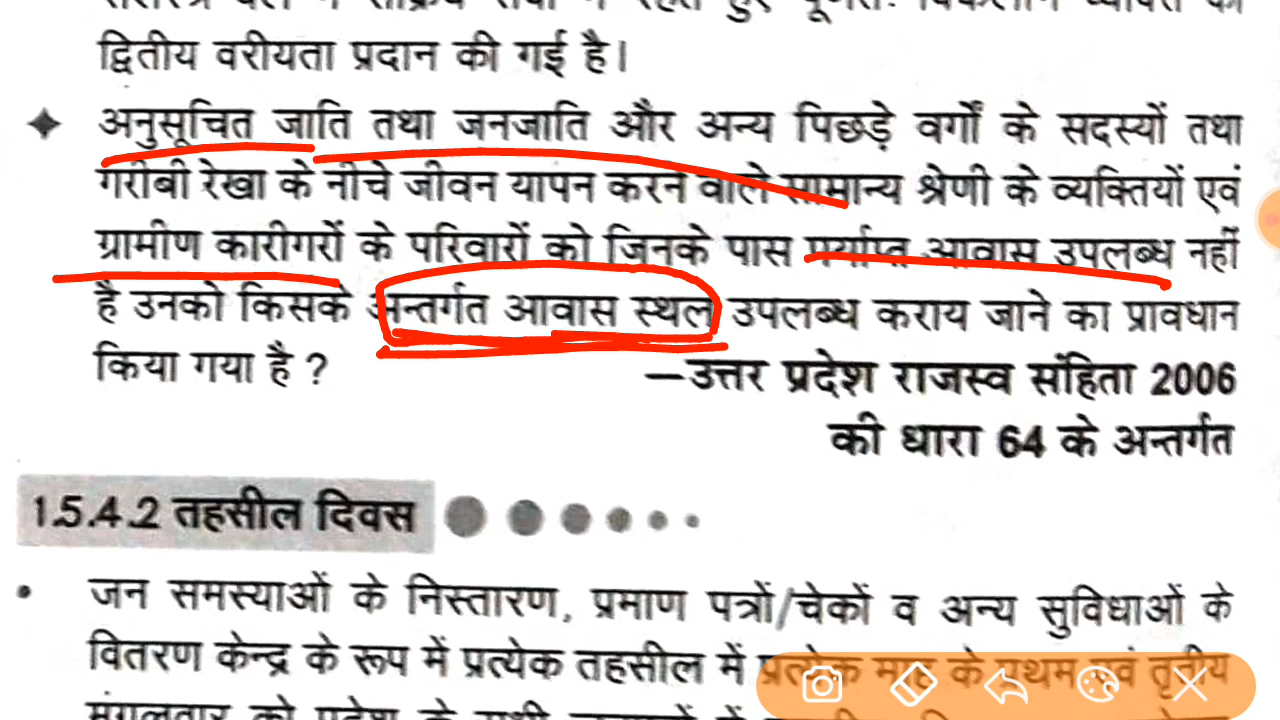 द्वितीय वरीयता प्रदान की गई है।
✦ अनुसूचित जाति तथा जनजाति और अन्य पिछड़े वर्गों के सदस्यों तथा
गरीबी रेखा के नीचे जीवन यापन करने वाले सामान्य श्रेणी के व्यक्तियों एवं
ग्रामीण कारीगरों के परिवारों को जिनके पास पर्याप्त आवास उपलब्ध नहीं
है उनको किसके अन्तर्गत आवास स्थल उपलब्ध कराय जाने का प्रावधान
किया गया है ? —उत्तर प्रदेश राजस्व संहिता 2006
की धारा 64 के अन्तर्गत
1.5.4.2 तहसील दिवस
• जन समस्याओं के निस्तारण, प्रमाण पत्रों/चेकों व अन्य सुविधाओं के
वितरण केन्द्र के रूप में प्रत्येक तहसील में प्रत्येक माह के प्रथम एवं तृतीय